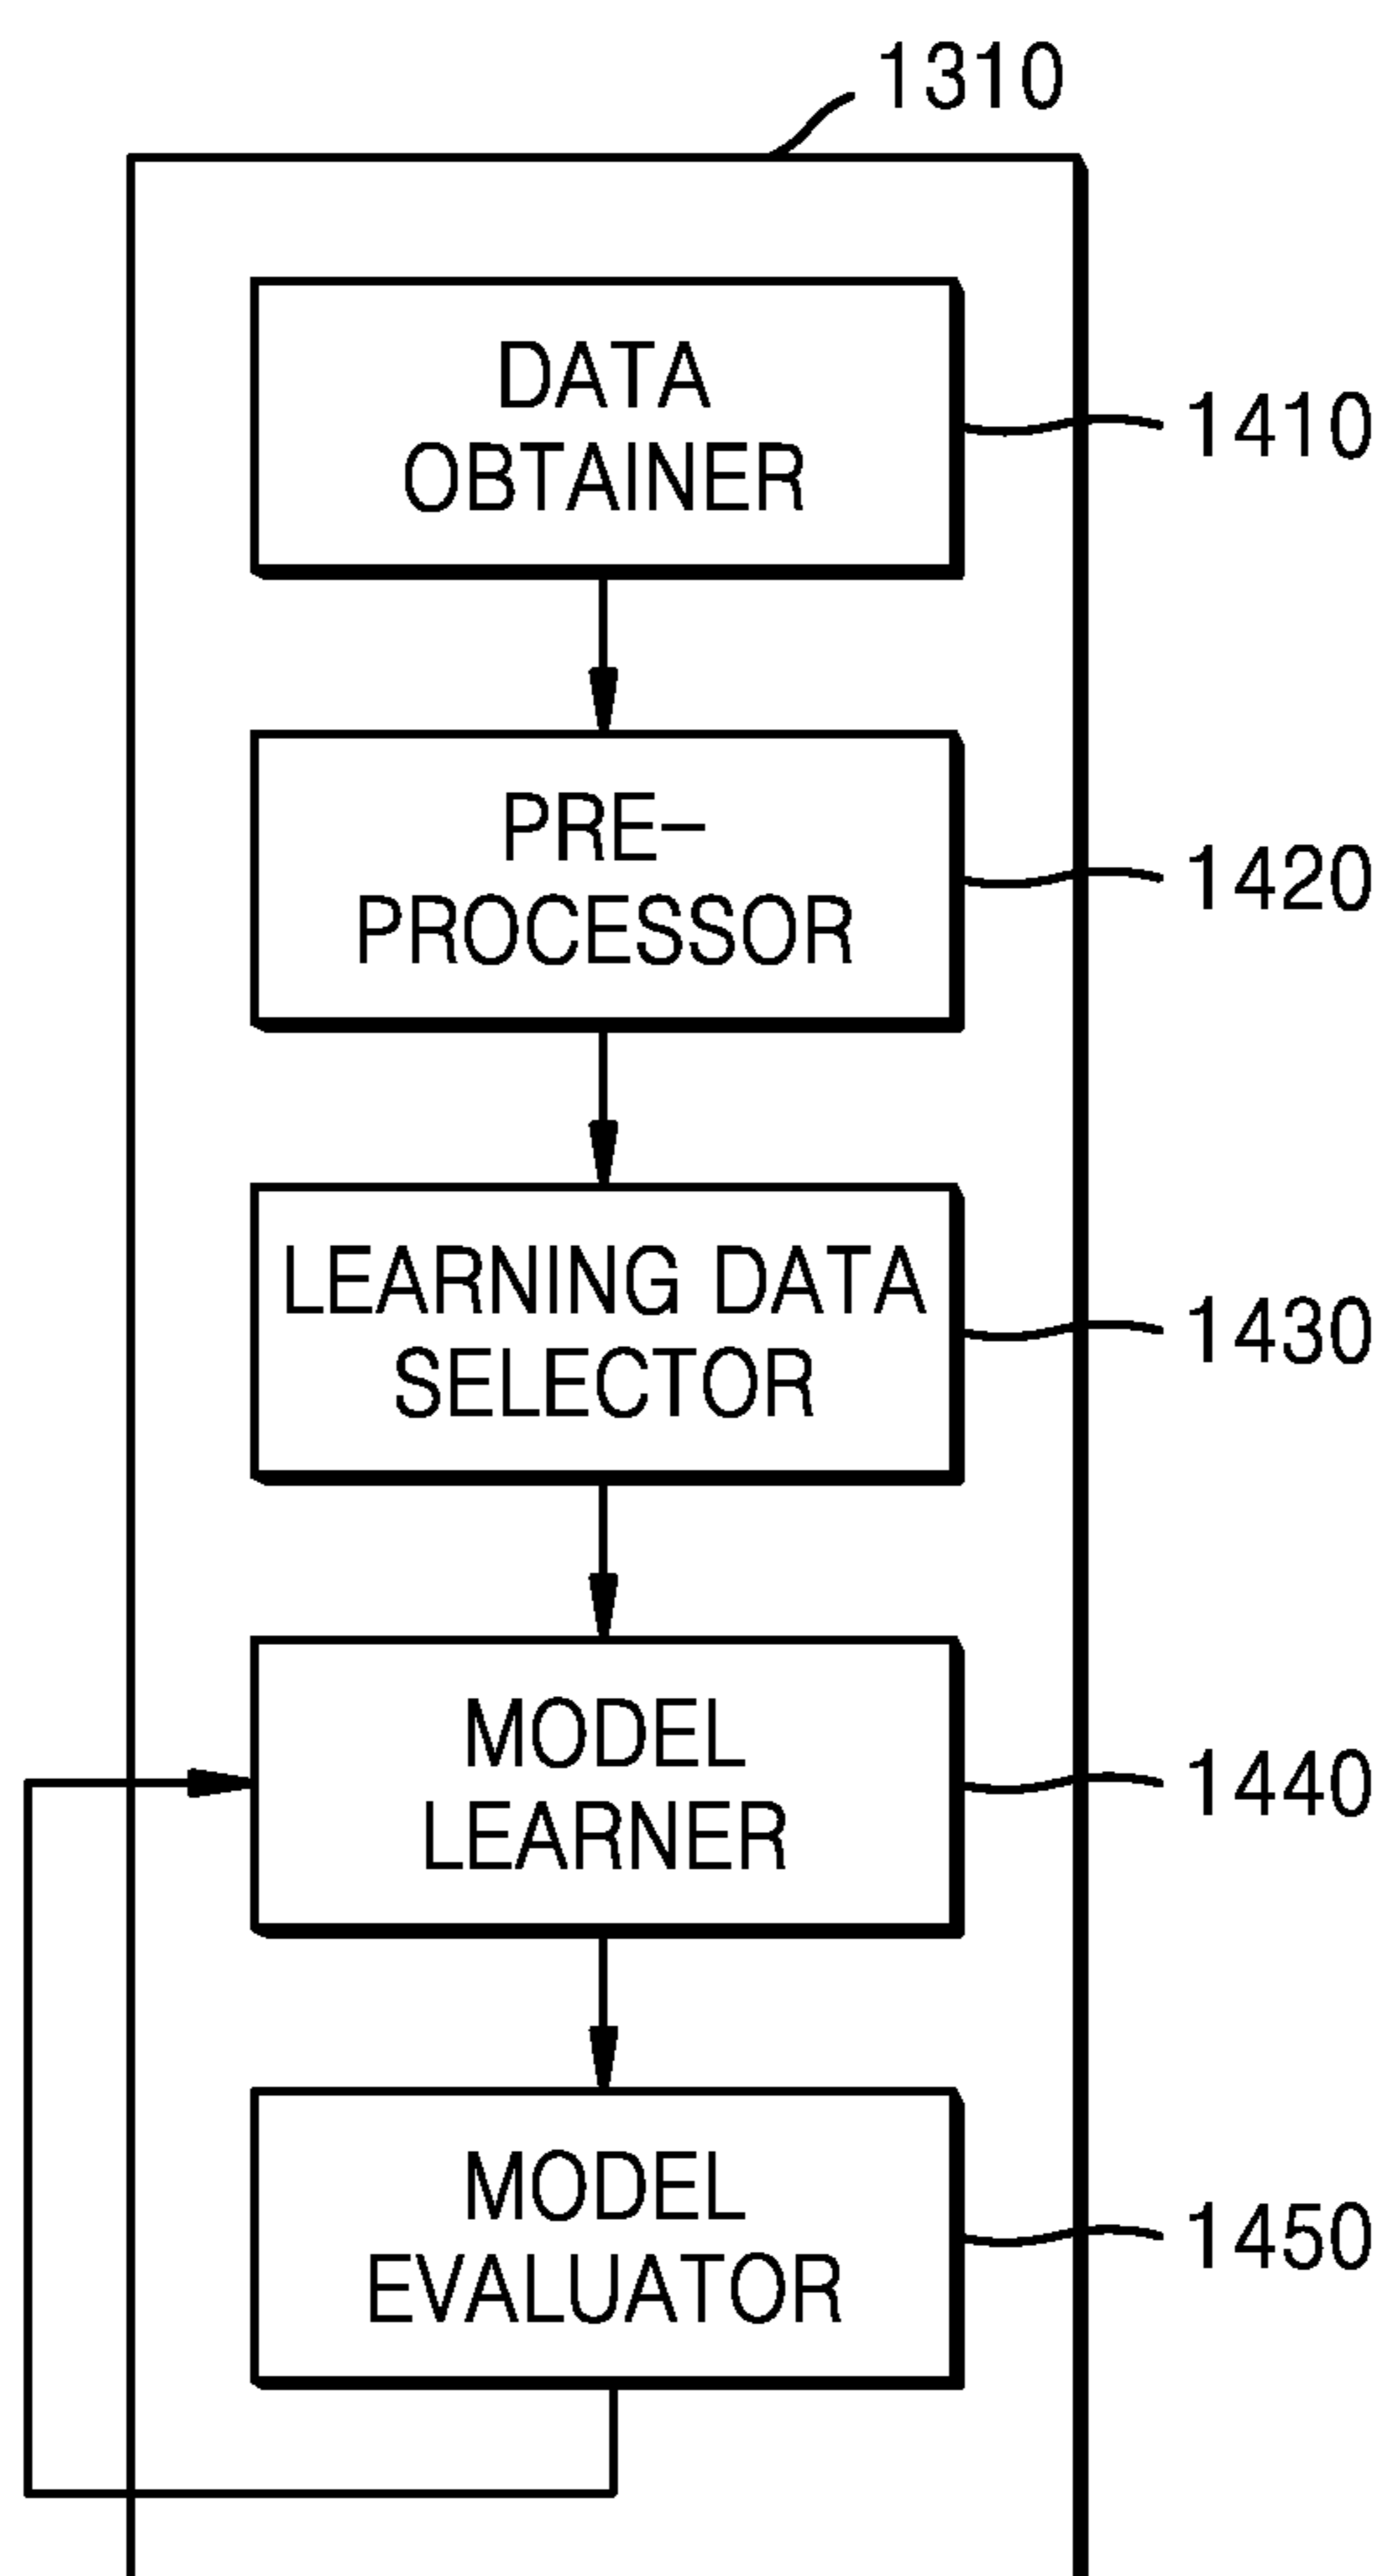 1310
DATA
OBTAINER
1410
PRE-
PROCESSOR
1420
LEARNING DATA
SELECTOR
1430
MODEL
LEARNER
1440
MODEL
EVALUATOR
1450